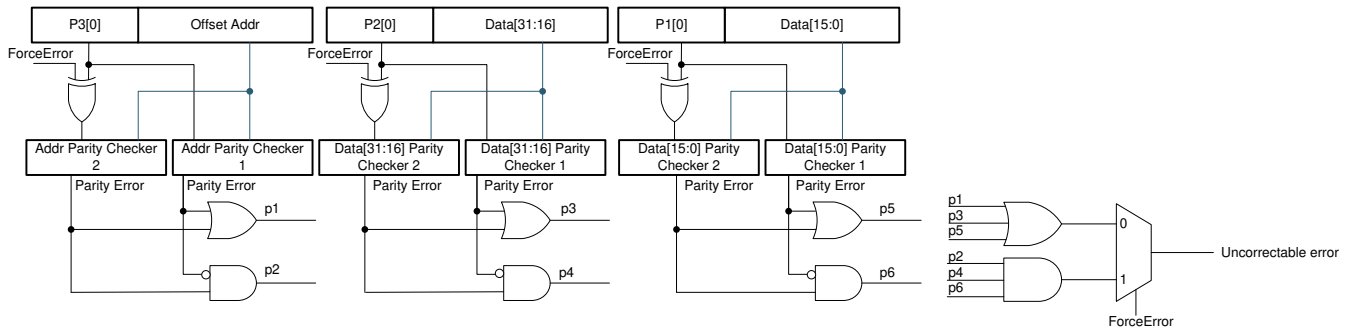 P3[0] Offset Addr P2[0] Data[31:16] P1[0] Data[15:0]
ForceError ForceError ForceError
Addr Parity Checker
2
Addr Parity Checker
1
Data[31:16] Parity
Checker 2
Data[31:16] Parity
Checker 1
Data[15:0] Parity
Checker 2
Data[15:0] Parity
Checker 1
Parity Error Parity Error Parity Error Parity Error Parity Error Parity Error
p1 p3 p5
p2 p4 p6
p1
p3
p5
0
p2
p4
p6
1
Uncorrectable error
ForceError